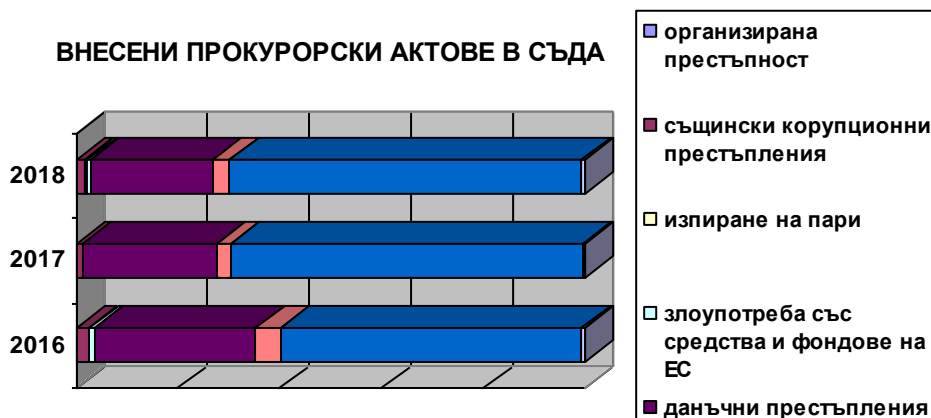 ВНЕСЕНИ ПРОКУРОРСКИ АКТОВЕ В СЪДА
2018
2017
2016
организирана
престъпност
същински корупционни
престъпления
изпиране на пари
злоупотреба със
средства и фондове на
ЕС
данъчни престъпления